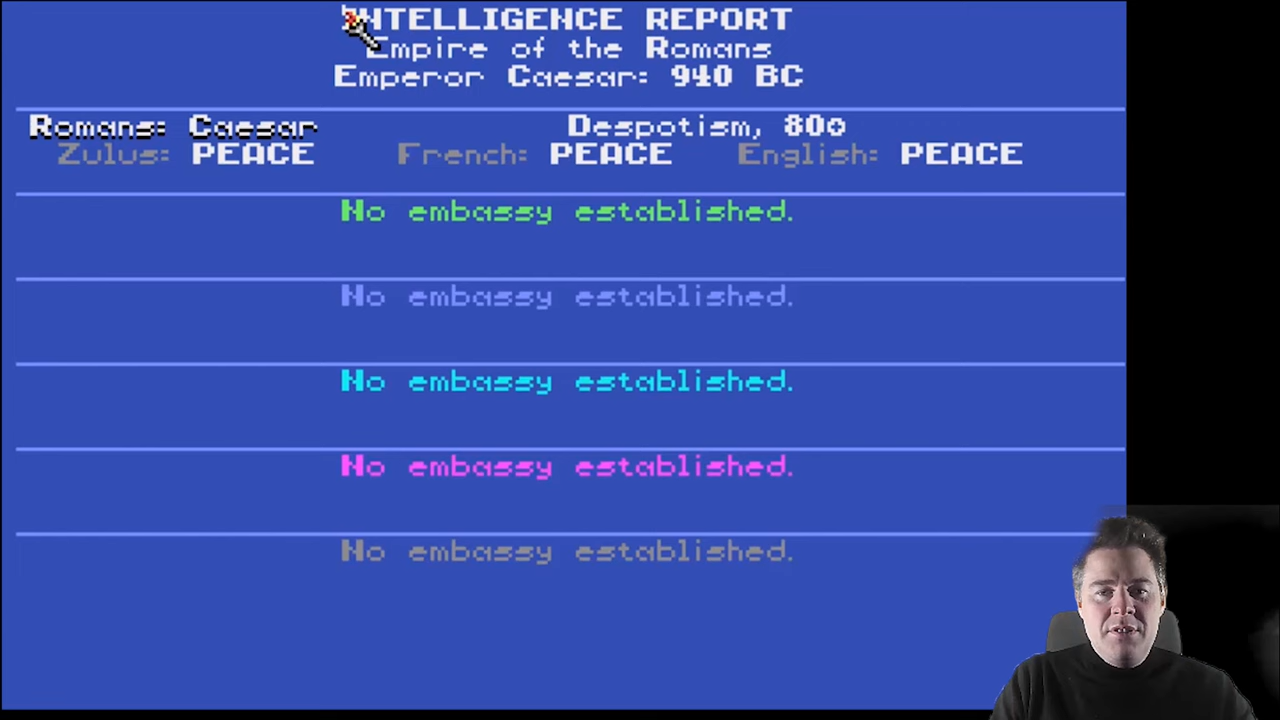 INTELLIGENCE REPORT
Empire of the Romans
Emperor Caesar: 940 BC
Romans: Caesar Despotism, 80
Zulus: PEACE French: PEACE English: PEACE
No embassy established.
No embassy established.
No embassy established.
No embassy established.
No embassy established.